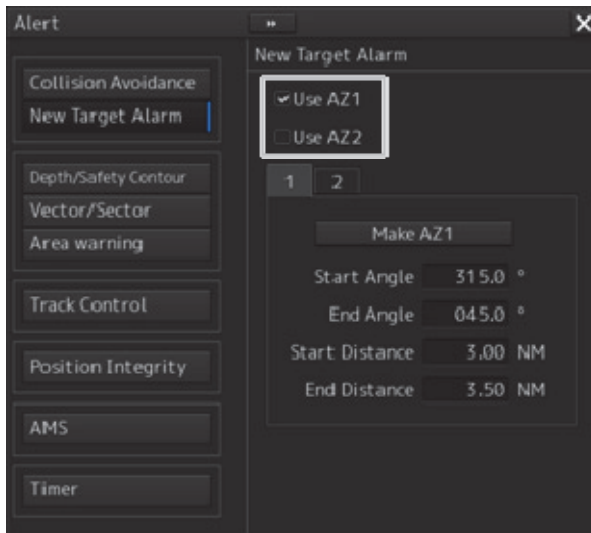 Alert
New Target Alarm
Collision Avoidance
New Target Alarm
Depth/Safety Contour
Vector/Sector
Area warning
Track Control
Position Integrity
AMS
Timer
Use AZ1
Use AZ2
1 2
Make AZ1
Start Angle 315.0 °
End Angle 045.0 °
Start Distance 3.00 NM
End Distance 3.50 NM